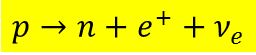 p → n + e⁺ + νₑ